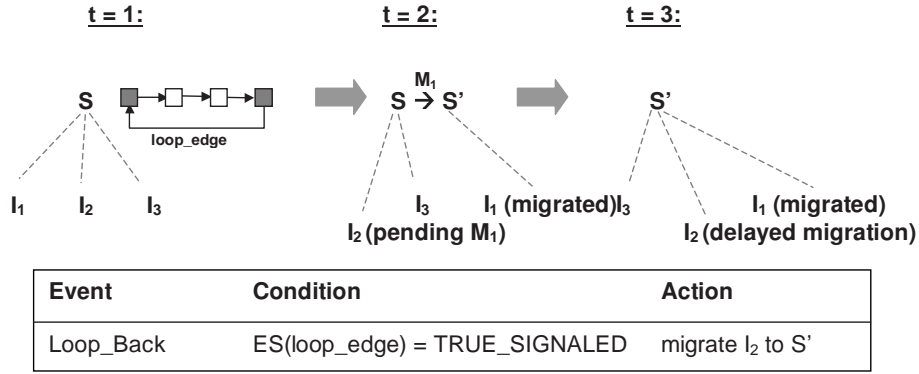 t = 1: t = 2: t = 3:
M₁
S S → S' S'
loop_edge
I₁ I₂ I₃ I₃ I₁ (migrated) I₃ I₁ (migrated)
I₂ (pending M₁) I₂ (delayed migration)
Event Condition Action
Loop_Back ES(loop_edge) = TRUE_SIGNALED migrate I₂ to S'